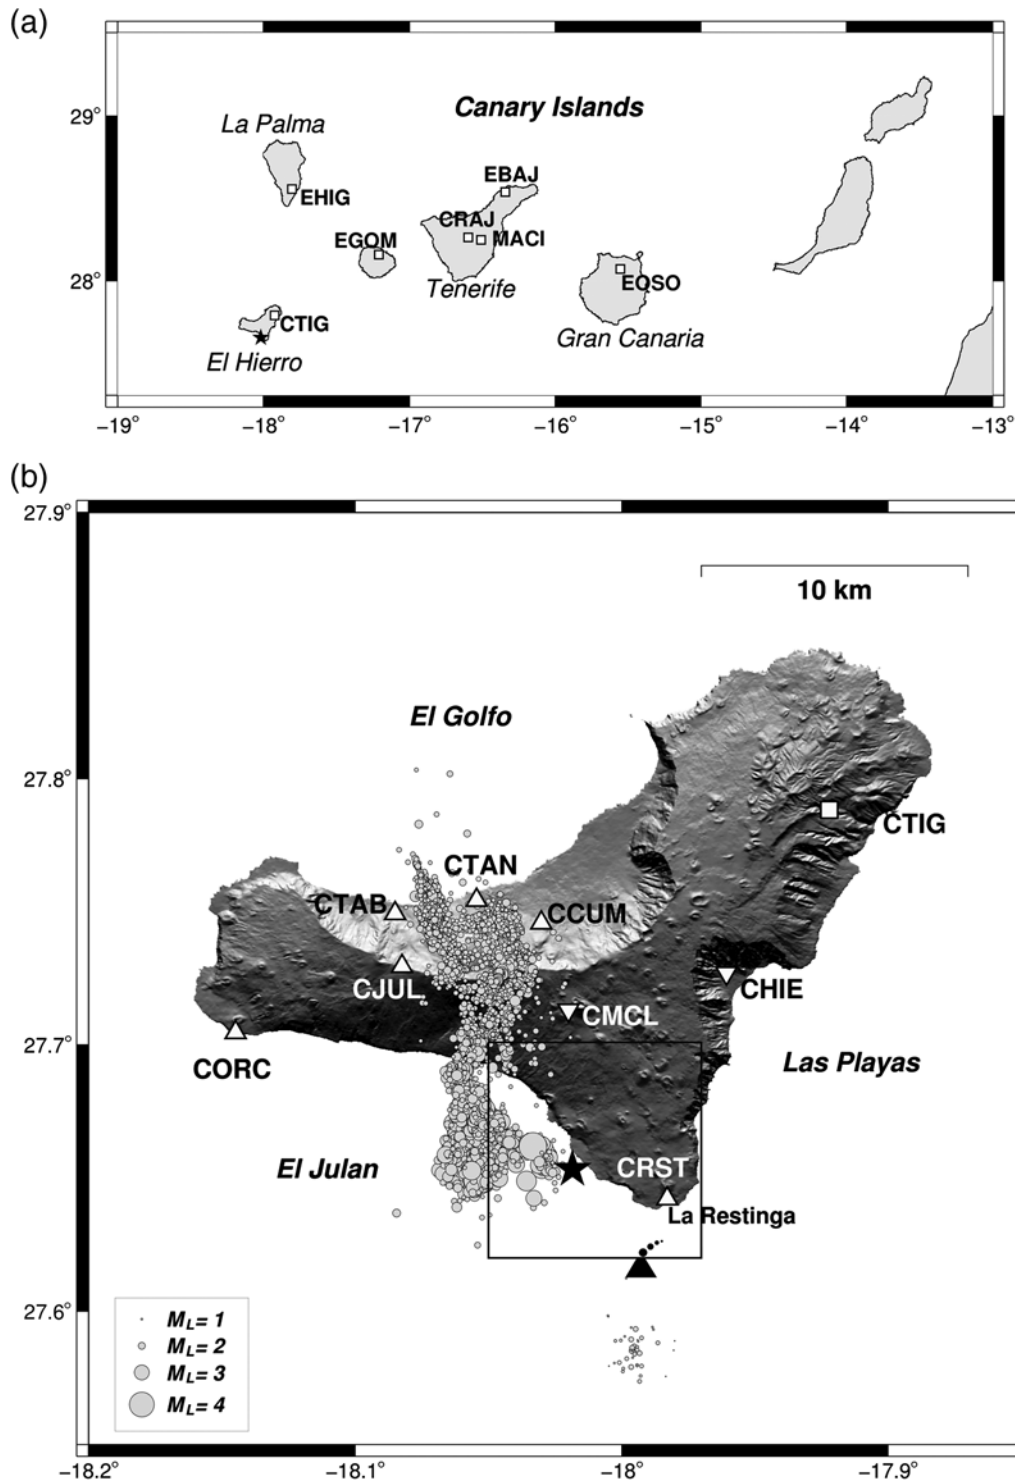 (a)
Canary Islands
29°
La Palma
EBAJ
EHIG
CRAJ
EGOM
MACI
28°
Tenerife
EOSO
CTIG
Gran Canaria
El Hierro
−19°
−18°
−17°
−16°
−15°
−14°
−13°
(b)
27.9°
10 km
El Golfo
27.8°
CTIG
CTAN
CTAB
CCUM
CJUL
CHIE
CMCL
27.7°
CORC
Las Playas
El Julan
CRST
La Restinga
27.6°
M_L= 1
M_L= 2
M_L= 3
M_L= 4
−18.2°
−18.1°
−18°
−17.9°